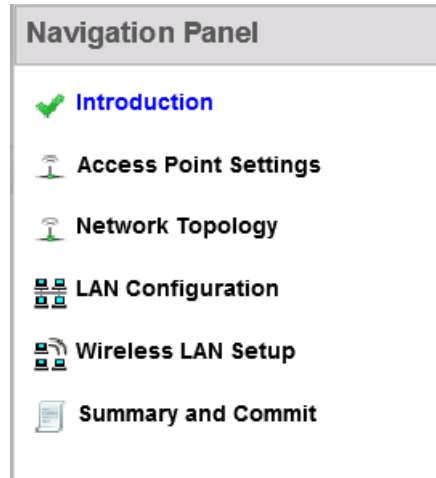 Navigation Panel
Introduction
Access Point Settings
Network Topology
LAN Configuration
Wireless LAN Setup
Summary and Commit